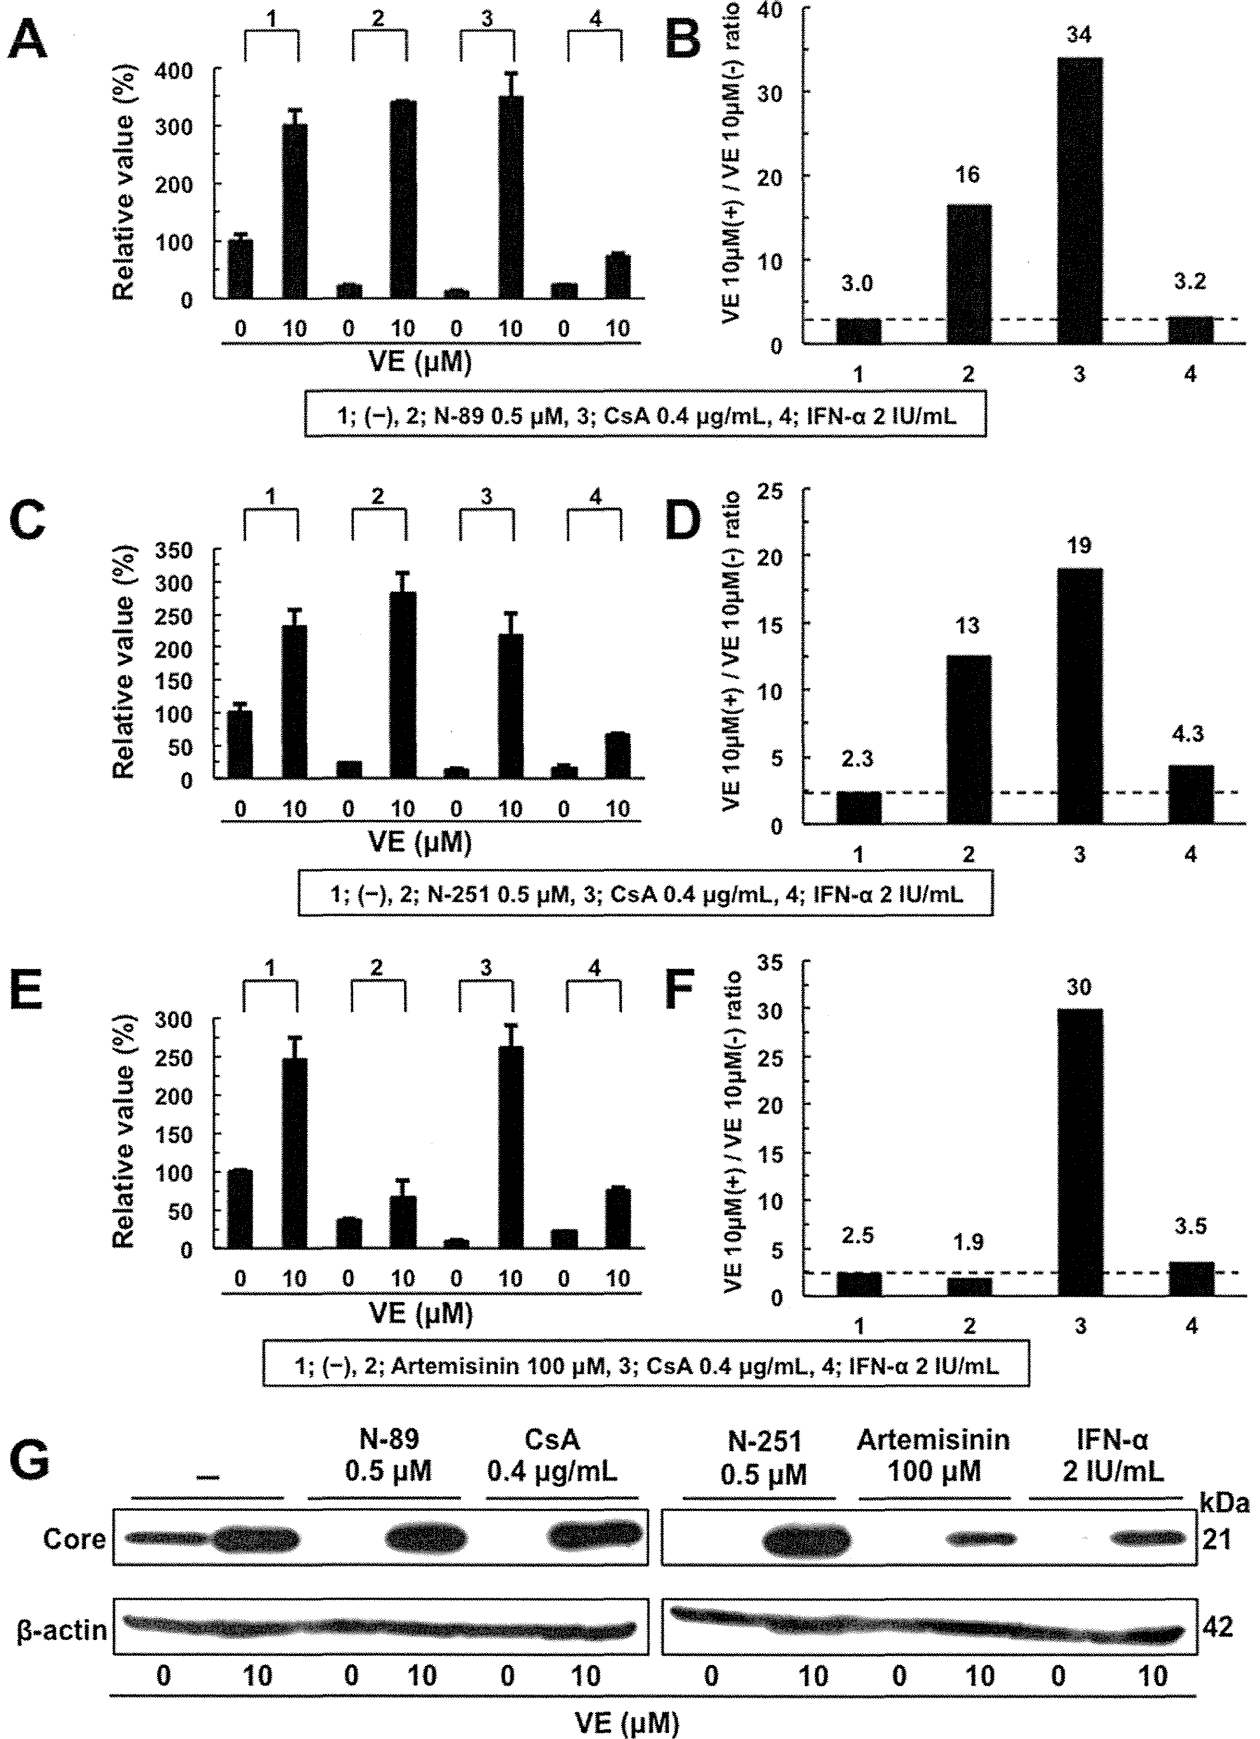 A
1 2 3 4
Relative value (%)
400
300
200
100
0
0 10 0 10 0 10 0 10
VE (μM)
B
VE 10μM(+) / VE 10μM(-) ratio
40
30
20
10
0
3.0
16
34
3.2
1 2 3 4
1; (−), 2; N-89 0.5 μM, 3; CsA 0.4 μg/mL, 4; IFN-α 2 IU/mL
C
1 2 3 4
Relative value (%)
350
300
250
200
150
100
50
0
0 10 0 10 0 10 0 10
VE (μM)
D
VE 10μM(+) / VE 10μM(-) ratio
25
20
15
10
5
0
2.3
13
19
4.3
1 2 3 4
1; (−), 2; N-251 0.5 μM, 3; CsA 0.4 μg/mL, 4; IFN-α 2 IU/mL
E
1 2 3 4
Relative value (%)
300
250
200
150
100
50
0
0 10 0 10 0 10 0 10
VE (μM)
F
VE 10μM(+) / VE 10μM(-) ratio
35
30
25
20
15
10
5
0
2.5
1.9
30
3.5
1 2 3 4
1; (−), 2; Artemisinin 100 μM, 3; CsA 0.4 μg/mL, 4; IFN-α 2 IU/mL
G
–
N-89
0.5 μM
CsA
0.4 μg/mL
N-251
0.5 μM
Artemisinin
100 μM
IFN-α
2 IU/mL
kDa
Core
21
β-actin
42
0 10 0 10 0 10 0 10 0 10 0 10
VE (μM)